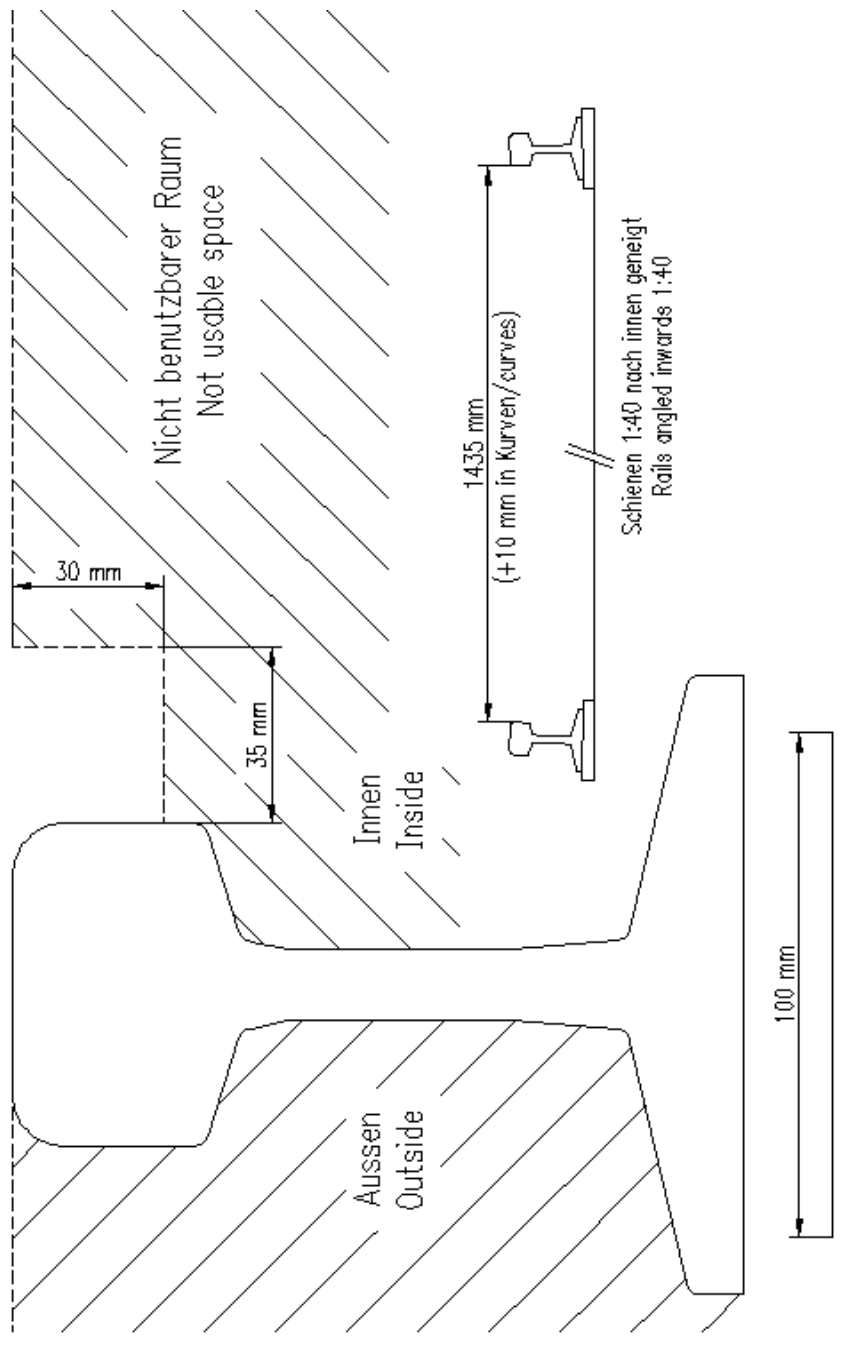 Nicht benutzbarer Raum
Not usable space
30 mm
35 mm
Innen
Inside
Aussen
Outside
1435 mm
(+10 mm in Kurven/curves)
Schienen 1:40 nach innen geneigt
Rails angled inwards 1:40
100 mm